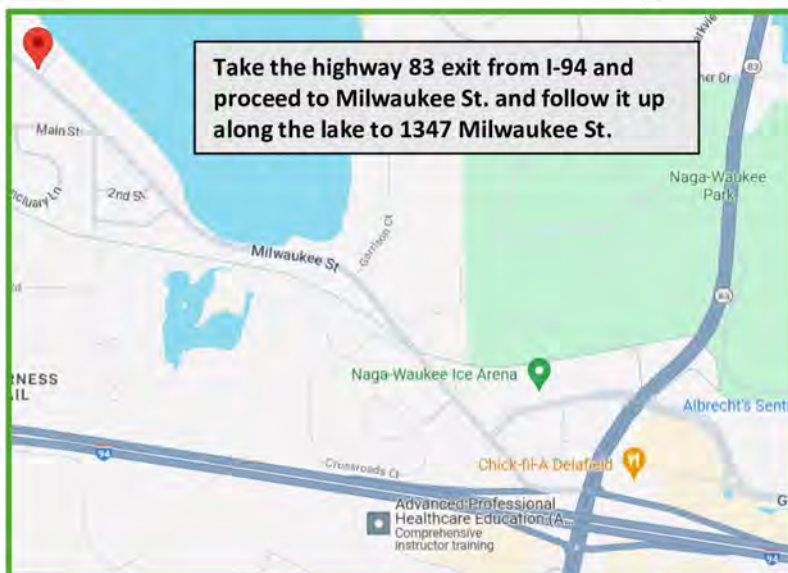 Take the highway 83 exit from I-94 and
proceed to Milwaukee St. and follow it up
along the lake to 1347 Milwaukee St.
83
Main St
Naga-Waukee
Park
2nd St
Garrison Ct
Milwaukee St
83
Naga-Waukee Ice Arena
Albrecht's
94
Crossroads Ct
Chick-fil-A Delafield
Advanced Professional
Healthcare Education (A...
Comprehensive
instructor training
94